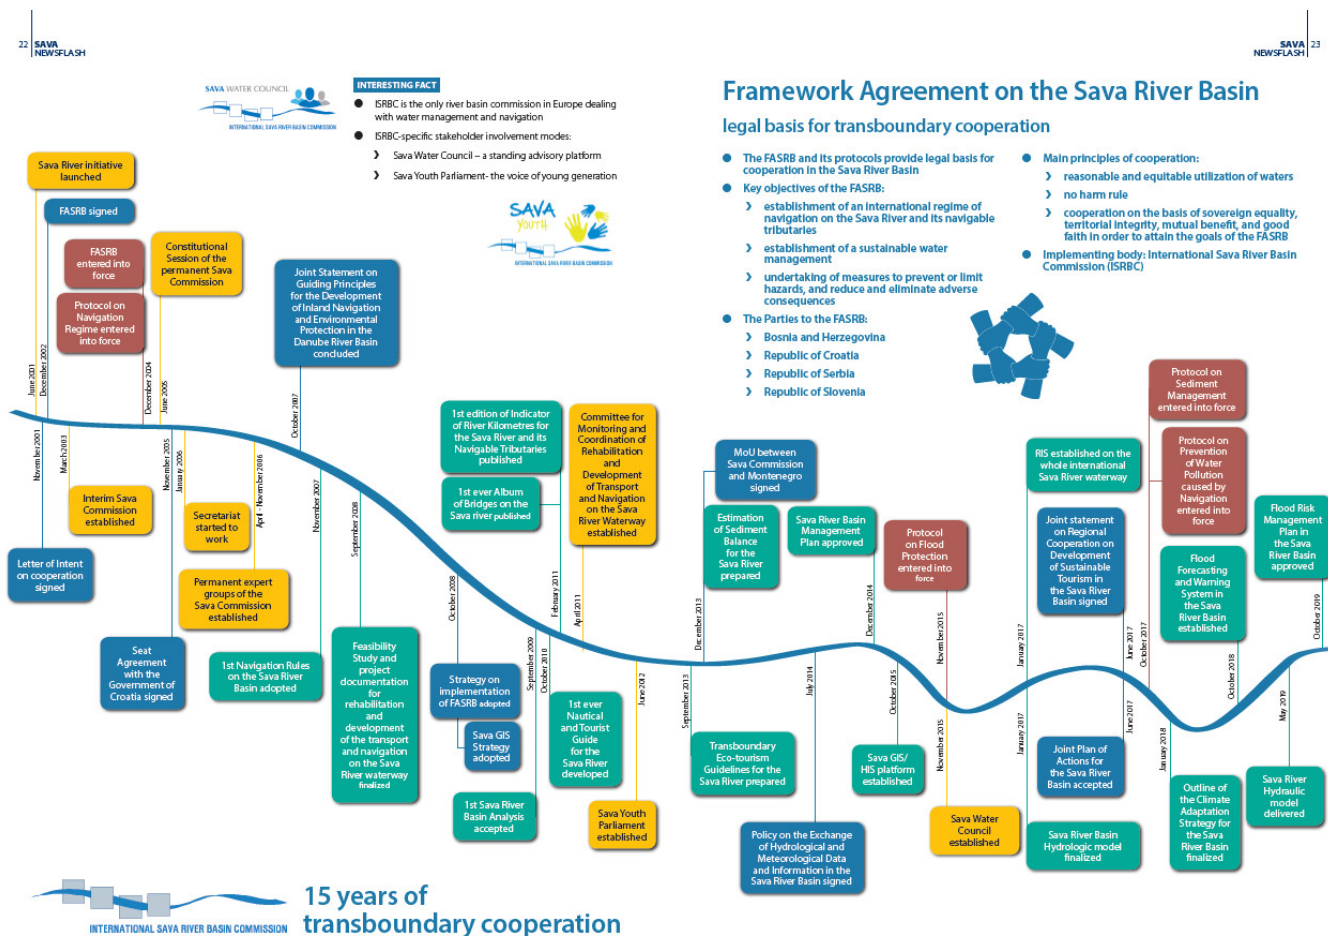 22
SAVA
NEWSFLASH
SAVA
NEWSFLASH
23
SAVA WATER COUNCIL
INTERNATIONAL SAVA RIVER BASIN COMMISSION
INTERESTING FACT
ISRBC is the only river basin commission in Europe dealing
with water management and navigation
ISRBC-specific stakeholder involvement modes:
Sava Water Council – a standing advisory platform
Sava Youth Parliament- the voice of young generation
SAVA
YOUTH
INTERNATIONAL SAVA RIVER BASIN COMMISSION
Framework Agreement on the Sava River Basin
legal basis for transboundary cooperation
The FASRB and its protocols provide legal basis for
cooperation in the Sava River Basin
Key objectives of the FASRB:
establishment of an international regime of
navigation on the Sava River and its navigable
tributaries
establishment of a sustainable water
management
undertaking of measures to prevent or limit
hazards, and reduce and eliminate adverse
consequences
The Parties to the FASRB:
Bosnia and Herzegovina
Republic of Croatia
Republic of Serbia
Republic of Slovenia
Main principles of cooperation:
reasonable and equitable utilization of waters
no harm rule
cooperation on the basis of sovereign equality,
territorial integrity, mutual benefit, and good
faith in order to attain the goals of the FASRB
Implementing body: International Sava River Basin
Commission (ISRBC)
Sava River initiative
launched
June 2001
FASRB signed
December 2002
FASRB
entered into
force
Protocol on
Navigation
Regime entered
into force
December 2004
Constitutional
Session of the
permanent Sava
Commission
June 2005
Joint Statement on
Guiding Principles
for the Development
of Inland Navigation
and Environmental
Protection in the
Danube River Basin
concluded
October 2007
November 2001
Letter of Intent
on cooperation
signed
March 2003
Interim Sava
Commission
established
November 2005
Seat
Agreement
with the
Government of
Croatia signed
January 2006
Secretariat
started to
work
April - November 2006
Permanent expert
groups of the
Sava Commission
established
November 2007
1st Navigation Rules
on the Sava River
Basin adopted
September 2008
Feasibility
Study and
project
documentation
for
rehabilitation
and
development
of the transport
and navigation
on the Sava
River waterway
finalized
October 2008
Strategy on
implementation
of FASRB adopted
Sava GIS
Strategy
adopted
1st edition of Indicator
of River Kilometres for
the Sava River and its
Navigable Tributaries
published
1st ever Album
of Bridges on the
Sava river published
February 2011
Committee for
Monitoring and
Coordination of
Rehabilitation
and
Development
of Transport
and Navigation
on the Sava
River Waterway
established
April 2011
September 2009
1st Sava River
Basin Analysis
accepted
October 2010
1st ever
Nautical
and Tourist
Guide
for the
Sava River
developed
June 2012
Sava Youth
Parliament
established
MoU between
Sava Commission
and Montenegro
signed
Estimation
of Sediment
Balance
for the
Sava River
prepared
December 2013
September 2013
Transboundary
Eco-tourism
Guidelines for the
Sava River prepared
July 2014
Policy on the Exchange
of Hydrological and
Meteorological Data
and Information in the
Sava River Basin signed
Sava River Basin
Management
Plan approved
December 2014
October 2015
Sava GIS/
HIS platform
established
Protocol
on Flood
Protection
entered into
force
November 2015
November 2015
Sava Water
Council
established
RIS established on the
whole international
Sava River waterway
January 2017
January 2017
Sava River Basin
Hydrologic model
finalized
Joint statement
on Regional
Cooperation on
Development
of Sustainable
Tourism in
the Sava River
Basin signed
June 2017
June 2017
Joint Plan of
Actions for
the Sava River
Basin accepted
Protocol on
Sediment
Management
entered into force
Protocol on
Prevention
of Water
Pollution
caused by
Navigation
entered into
force
October 2017
January 2018
Outline of
the Climate
Adaptation
Strategy for
the Sava
River Basin
finalized
Flood
Forecasting
and Warning
System in
the Sava
River Basin
established
October 2018
May 2019
Sava River
Hydraulic
model
delivered
Flood Risk
Management
Plan in
the Sava
River Basin
approved
October 2019
INTERNATIONAL SAVA RIVER BASIN COMMISSION
15 years of
transboundary cooperation